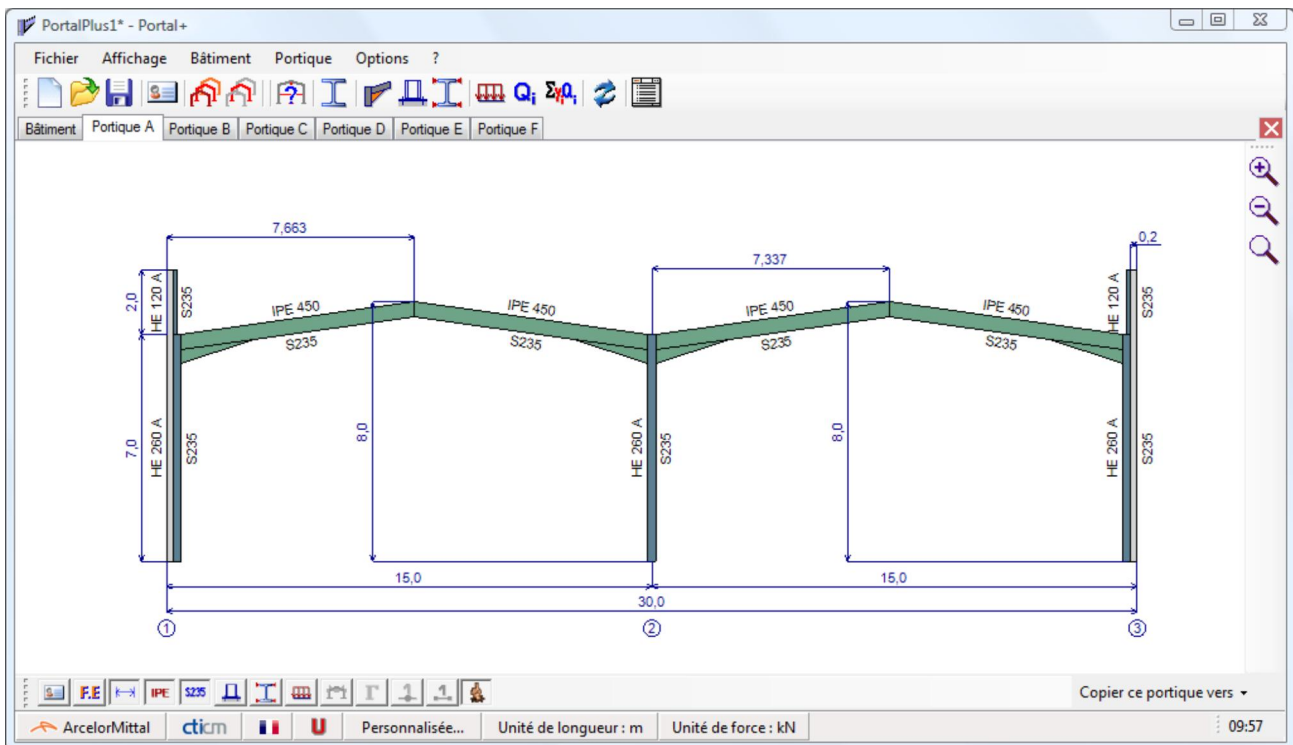 PortalPlus1* - Portal+
Fichier Affichage Bâtiment Portique Options ?
Qi ΣγiQi
Bâtiment Portique A Portique B Portique C Portique D Portique E Portique F
7,663
7,337
0,2
2,0
HE 120 A
S235
IPE 450
S235
IPE 450
S235
IPE 450
S235
IPE 450
S235
HE 120 A
S235
7,0
HE 260 A
S235
8,0
HE 260 A
S235
8,0
HE 260 A
S235
15,0
15,0
30,0
1
2
3
F.E IPE S235
Copier ce portique vers
ArcelorMittal cticm U Personnalisée... Unité de longueur : m Unité de force : kN 09:57